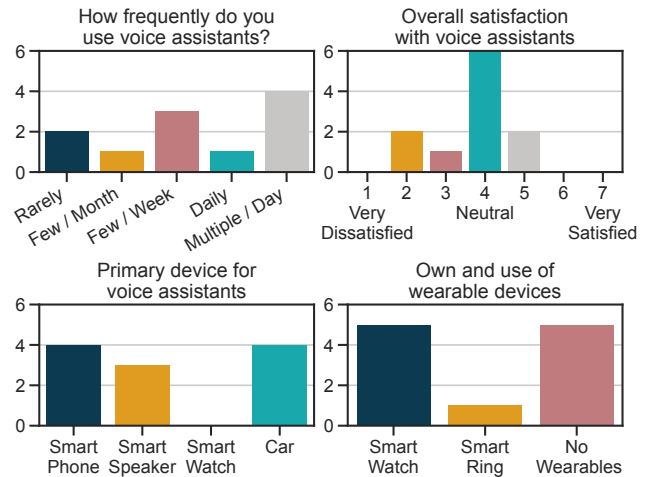 How frequently do you
use voice assistants?
6
4
2
0
Rarely
Few / Month
Few / Week
Daily
Multiple / Day
Overall satisfaction
with voice assistants
6
4
2
0
1 2 3 4 5 6 7
Very Neutral Very
Dissatisfied Satisfied
Primary device for
voice assistants
6
4
2
0
Smart Smart Smart Car
Phone Speaker Watch
Own and use of
wearable devices
6
4
2
0
Smart Smart No
Watch Ring Wearables